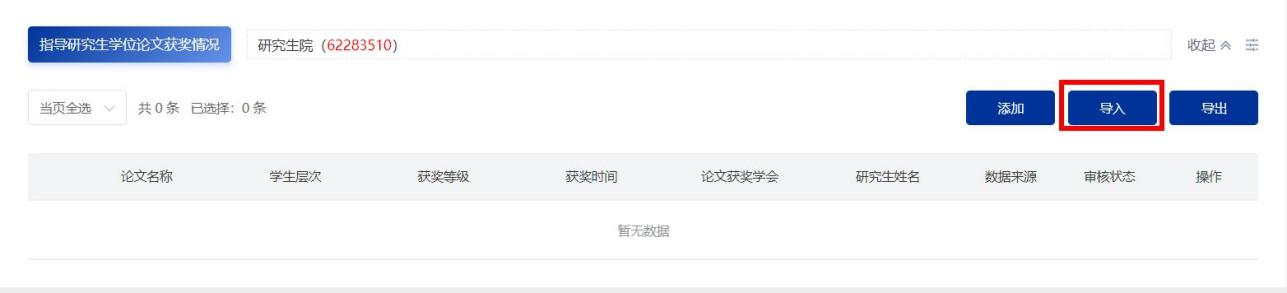 指导研究生学位论文获奖情况 研究生院（62283510） 收起
当页全选 共 0 条 已选择：0 条 添加 导入 导出
论文名称 学生层次 获奖等级 获奖时间 论文获奖学会 研究生姓名 数据来源 审核状态 操作
暂无数据